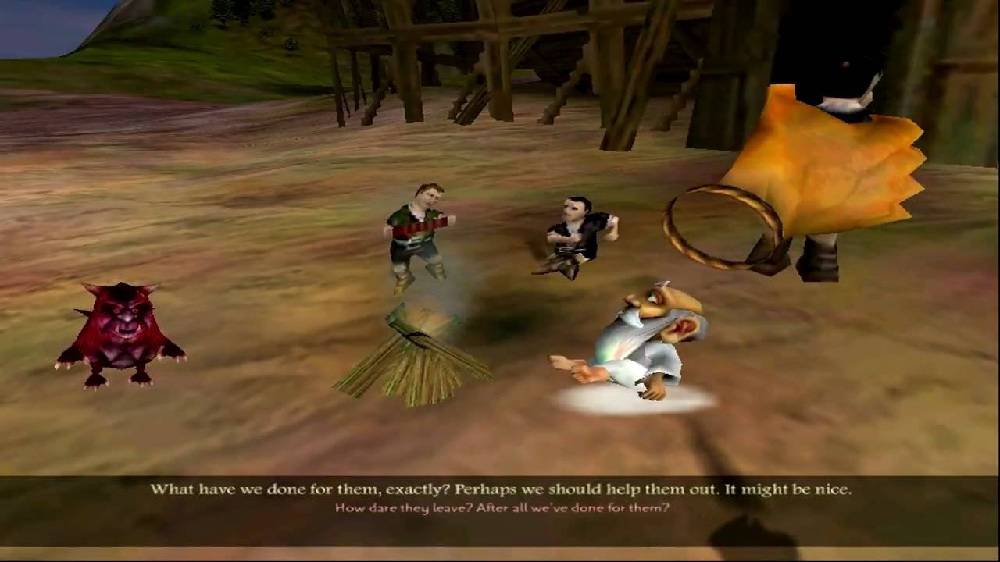 What have we done for them, exactly? Perhaps we should help them out. It might be nice.
How dare they leave? After all we've done for them?